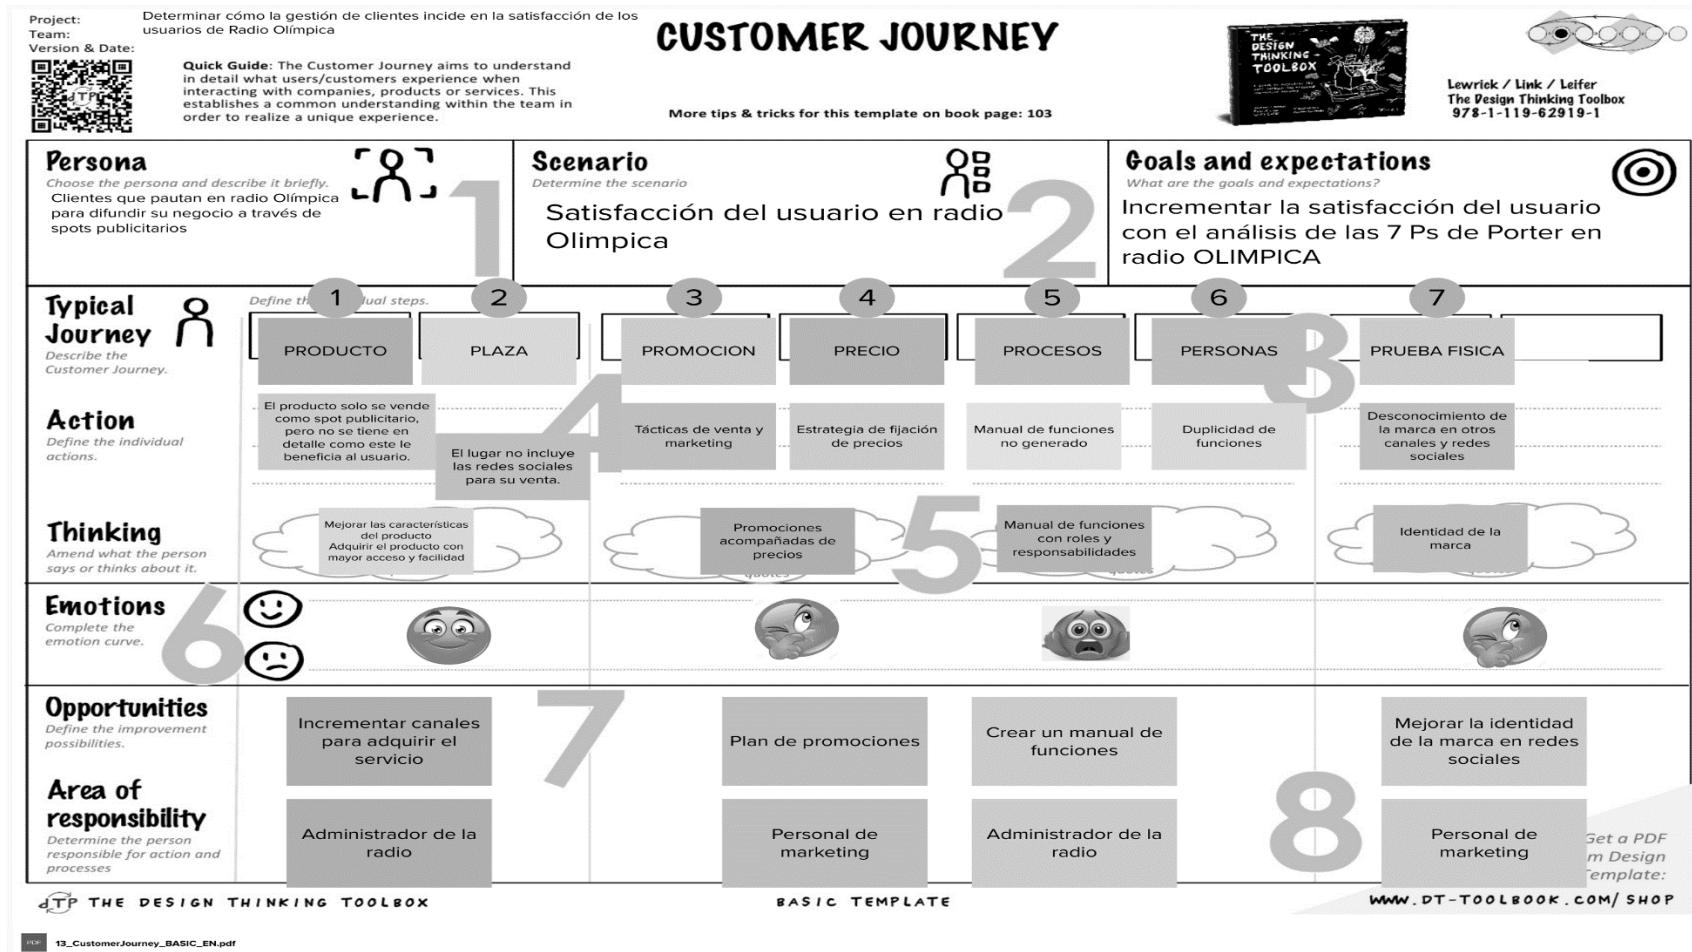 Project:
Team:
Version & Date:
Determinar cómo la gestión de clientes incide en la satisfacción de los
usuarios de Radio Olímpica
Quick Guide: The Customer Journey aims to understand
in detail what users/customers experience when
interacting with companies, products or services. This
establishes a common understanding within the team in
order to realize a unique experience.
CUSTOMER JOURNEY
More tips & tricks for this template on book page: 103
THE
DESIGN
THINKING
TOOLBOX
Lewrick / Link / Leifer
The Design Thinking Toolbox
978-1-119-62919-1
Persona
Choose the persona and describe it briefly.
Clientes que pautan en radio Olímpica
para difundir su negocio a través de
spots publicitarios
1
Scenario
Determine the scenario
Satisfacción del usuario en radio
Olimpica
2
Goals and expectations
What are the goals and expectations?
Incrementar la satisfacción del usuario
con el análisis de las 7 Ps de Porter en
radio OLIMPICA
Typical
Journey
Describe the
Customer Journey.
steps.
1
2
3
4
5
6
7
PRODUCTO
PLAZA
PROMOCION
PRECIO
PROCESOS
PERSONAS
PRUEBA FISICA
3
Action
Define the individual
actions.
4
El producto solo se vende
como spot publicitario,
pero no se tiene en
detalle como este le
beneficia al usuario.
El lugar no incluye
las redes sociales
para su venta.
Tácticas de venta y
marketing
Estrategia de fijación
de precios
Manual de funciones
no generado
Duplicidad de
funciones
Desconocimiento de
la marca en otros
canales y redes
sociales
Thinking
Amend what the person
says or thinks about it.
Mejorar las características
del producto
Adquirir el producto con
mayor acceso y facilidad
Promociones
acompañadas de
precios
5
Manual de funciones
con roles y
responsabilidades
Identidad de la
marca
Emotions
Complete the
emotion curve.
6
Opportunities
Define the improvement
possibilities.
Incrementar canales
para adquirir el
servicio
7
Plan de promociones
Crear un manual de
funciones
Mejorar la identidad
de la marca en redes
sociales
Area of
responsibility
Determine the person
responsible for action and
processes
Administrador de la
radio
Personal de
marketing
Administrador de la
radio
8
Personal de
marketing
Get a PDF
Design
Template:
dTP THE DESIGN THINKING TOOLBOX
BASIC TEMPLATE
WWW.DT-TOOLBOOK.COM/SHOP
PDF 13_CustomerJourney_BASIC_EN.pdf